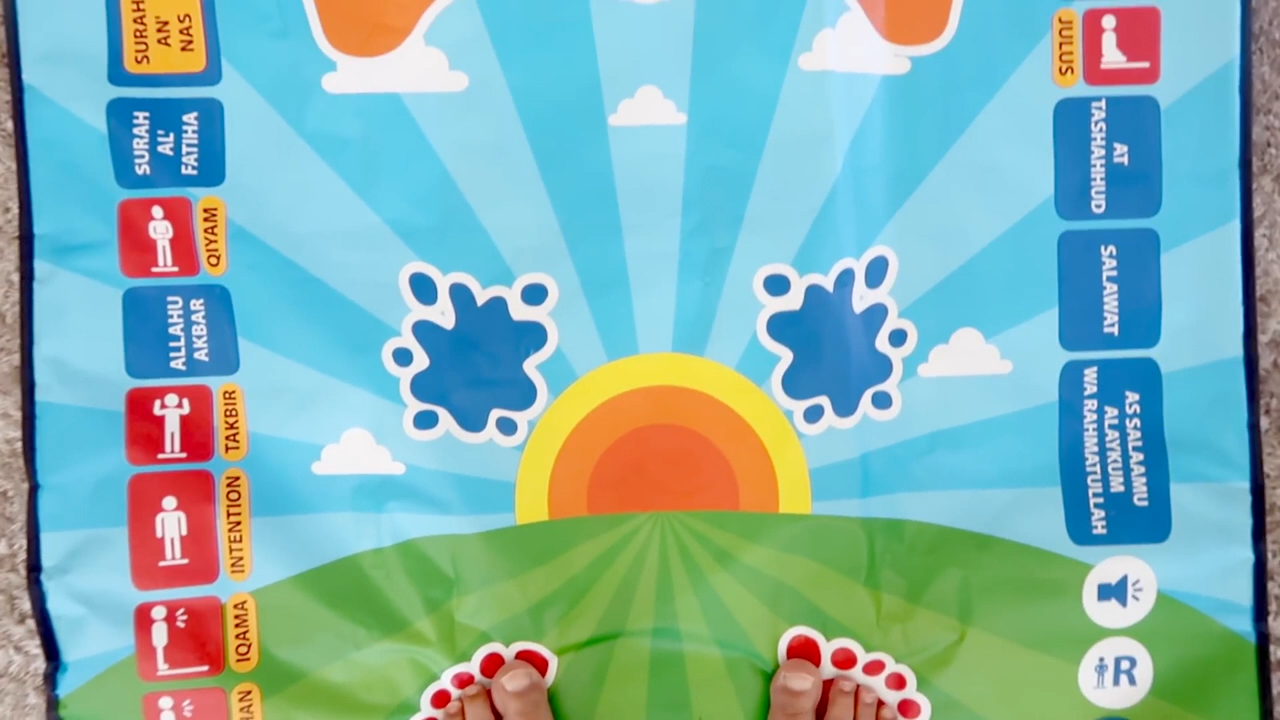 SURAH
AN'
NAS
SURAH
AL'
FATIHA
QIYAM
ALLAHU
AKBAR
TAKBIR
INTENTION
IQAMA
JULUS
AT
TASHAHHUD
SALAWAT
AS SALAAMU
ALAYKUM
WA RAHMATULLAH
R